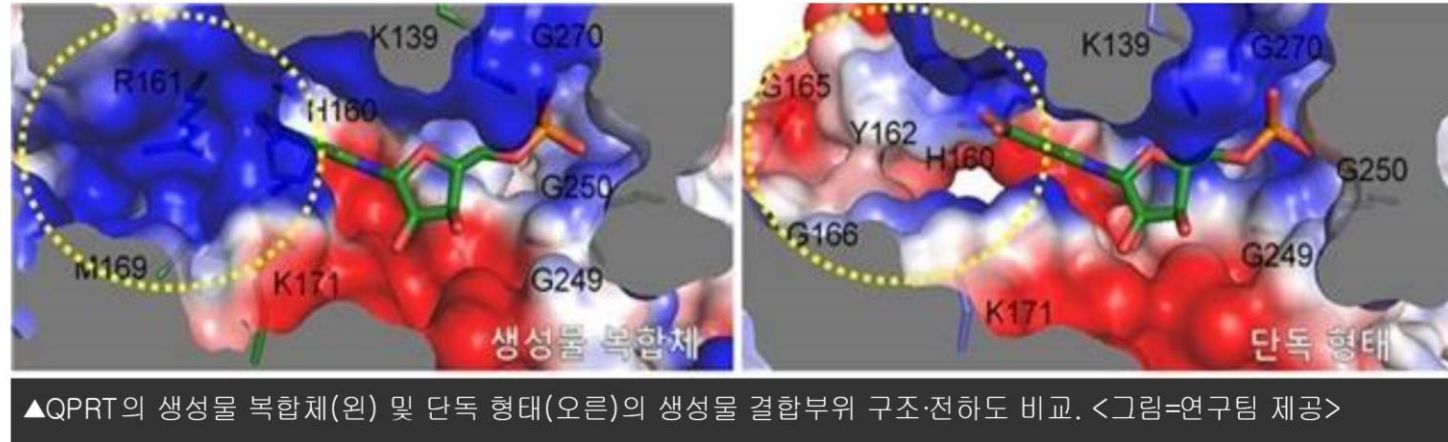 K139
G270
R161
H160
G250
M169
K171
G249
생성물 복합체
K139
G270
G165
Y162
H160
G250
G166
G249
K171
단독 형태
▲QPRT의 생성물 복합체(왼) 및 단독 형태(오른)의 생성물 결합부위 구조·전하도 비교. <그림=연구팀 제공>